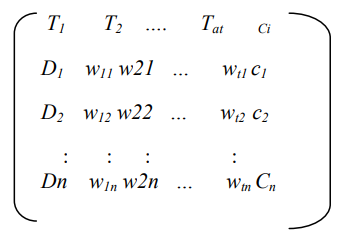 T1 T2 .... Tat Ci
D1 w11 w21 ... wt1 c1
D2 w12 w22 ... wt2 c2
: : : :
Dn w1n w2n ... wtn Cn